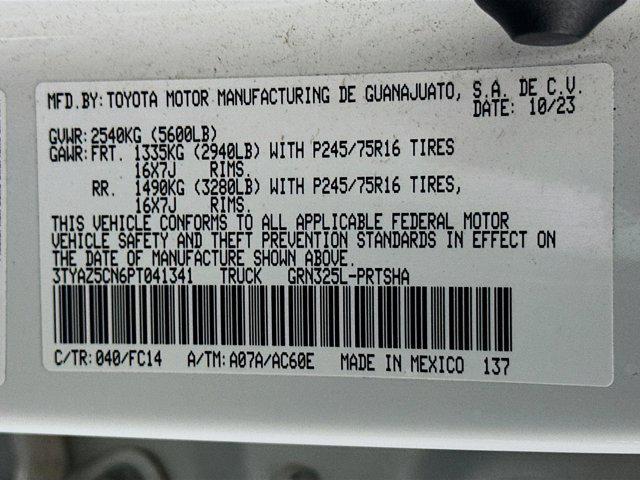 MFD.BY: TOYOTA MOTOR MANUFACTURING DE GUANAJUATO, S.A. DE C.V.
DATE: 10/23
GVWR: 2540KG (5600LB)
GAWR: FRT. 1335KG (2940LB) WITH P245/75R16 TIRES
16X7J RIMS.
RR. 1490KG (3280LB) WITH P245/75R16 TIRES,
16X7J RIMS.
THIS VEHICLE CONFORMS TO ALL APPLICABLE FEDERAL MOTOR
VEHICLE SAFETY AND THEFT PREVENTION STANDARDS IN EFFECT ON
THE DATE OF MANUFACTURE SHOWN ABOVE.
3TYAZ5CN6PT041341 TRUCK GRN325L-PRTSHA
C/TR: 040/FC14 A/TM: A07A/AC60E MADE IN MEXICO 137